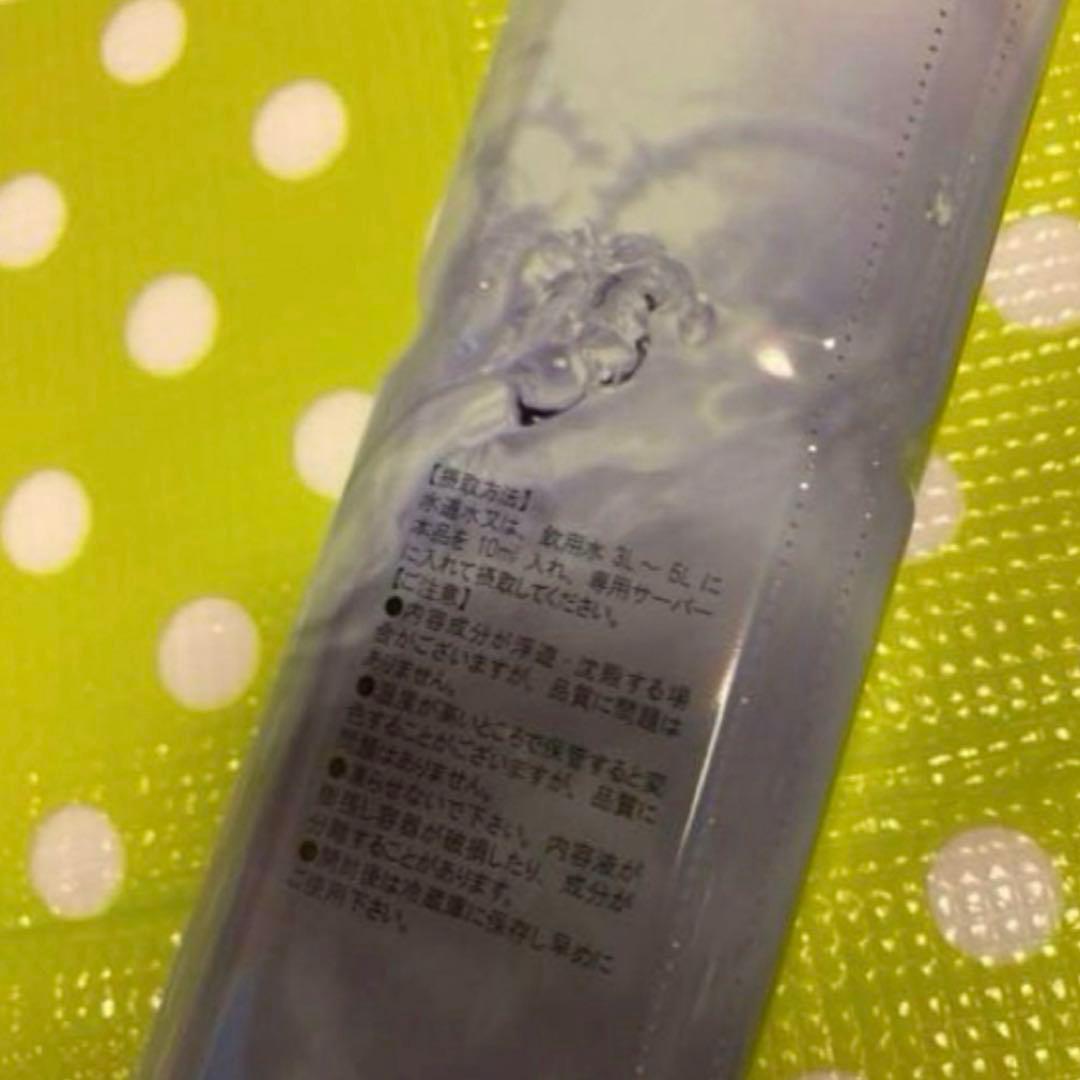 【摂取方法】
水道水又は、飲用水 3L～5L に
本品を 10ml 入れ、専用サーバー
に入れて摂取してください。
【ご注意】
●内容成分が浮遊・沈殿する場
合がございますが、品質に問題は
ありません。
●温度が高いところで保管すると変
色することがございますが、品質に
問題はありません。
●凍らせないで下さい。内容液が
膨張し容器が破損したり、成分が
分離することがあります。
●開封後は冷蔵庫に保存し早めに
ご使用下さい。